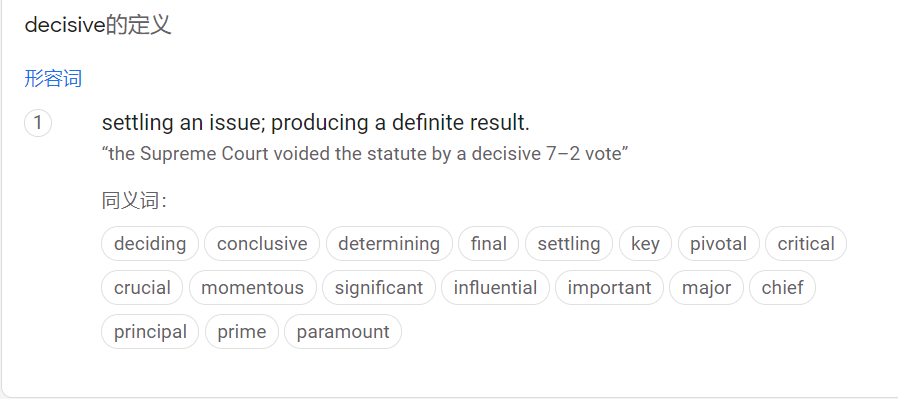 decisive的定义
形容词
1 settling an issue; producing a definite result.
“the Supreme Court voided the statute by a decisive 7–2 vote”
同义词：
deciding conclusive determining final settling key pivotal critical
crucial momentous significant influential important major chief
principal prime paramount